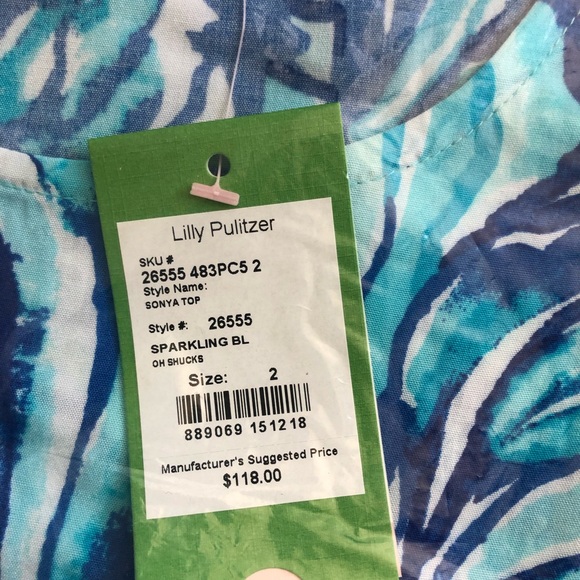 Lilly Pulitzer
SKU #
26555 483PC5 2
Style Name:
SONYA TOP
Style #: 26555
SPARKLING BL
OH SHUCKS
Size: 2
889069 151218
Manufacturer's Suggested Price
$118.00